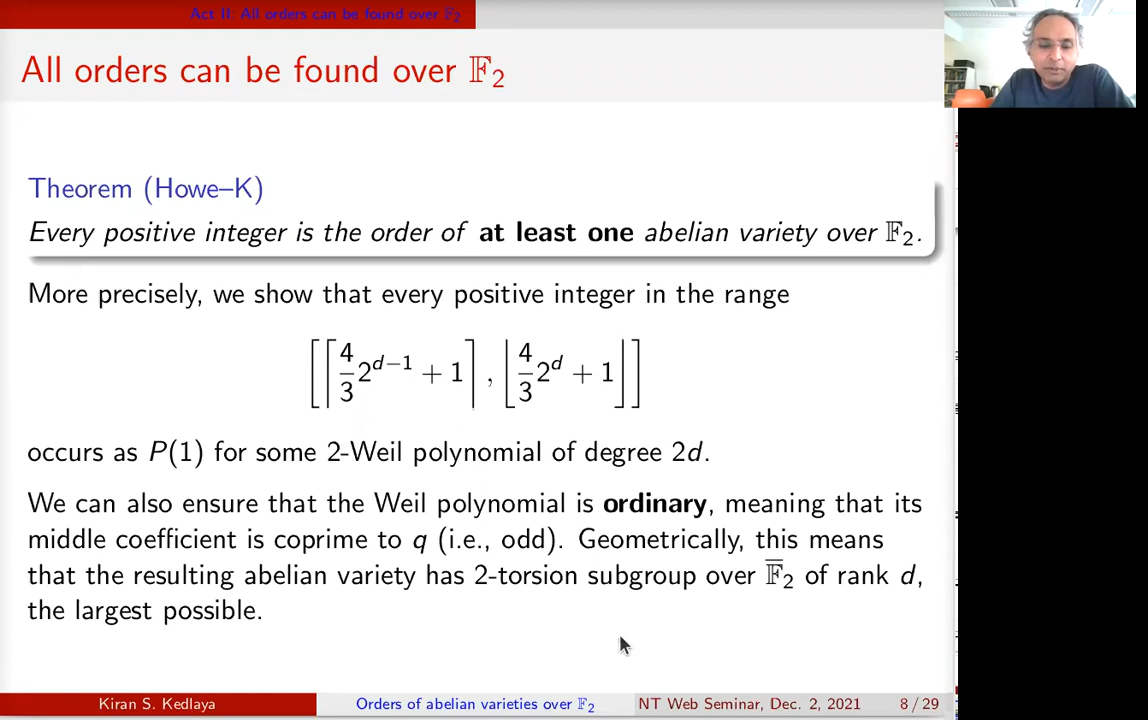 Act II: All orders can be found over 𝔽₂
All orders can be found over 𝔽₂
Theorem (Howe–K)
Every positive integer is the order of at least one abelian variety over 𝔽₂.
More precisely, we show that every positive integer in the range
[⌈4/3 2^{d−1} + 1⌉, ⌊4/3 2^d + 1⌋]
occurs as P(1) for some 2-Weil polynomial of degree 2d.
We can also ensure that the Weil polynomial is ordinary, meaning that its
middle coefficient is coprime to q (i.e., odd). Geometrically, this means
that the resulting abelian variety has 2-torsion subgroup over 𝔽̅₂ of rank d,
the largest possible.
Kiran S. Kedlaya Orders of abelian varieties over 𝔽₂ NT Web Seminar, Dec. 2, 2021 8 / 29